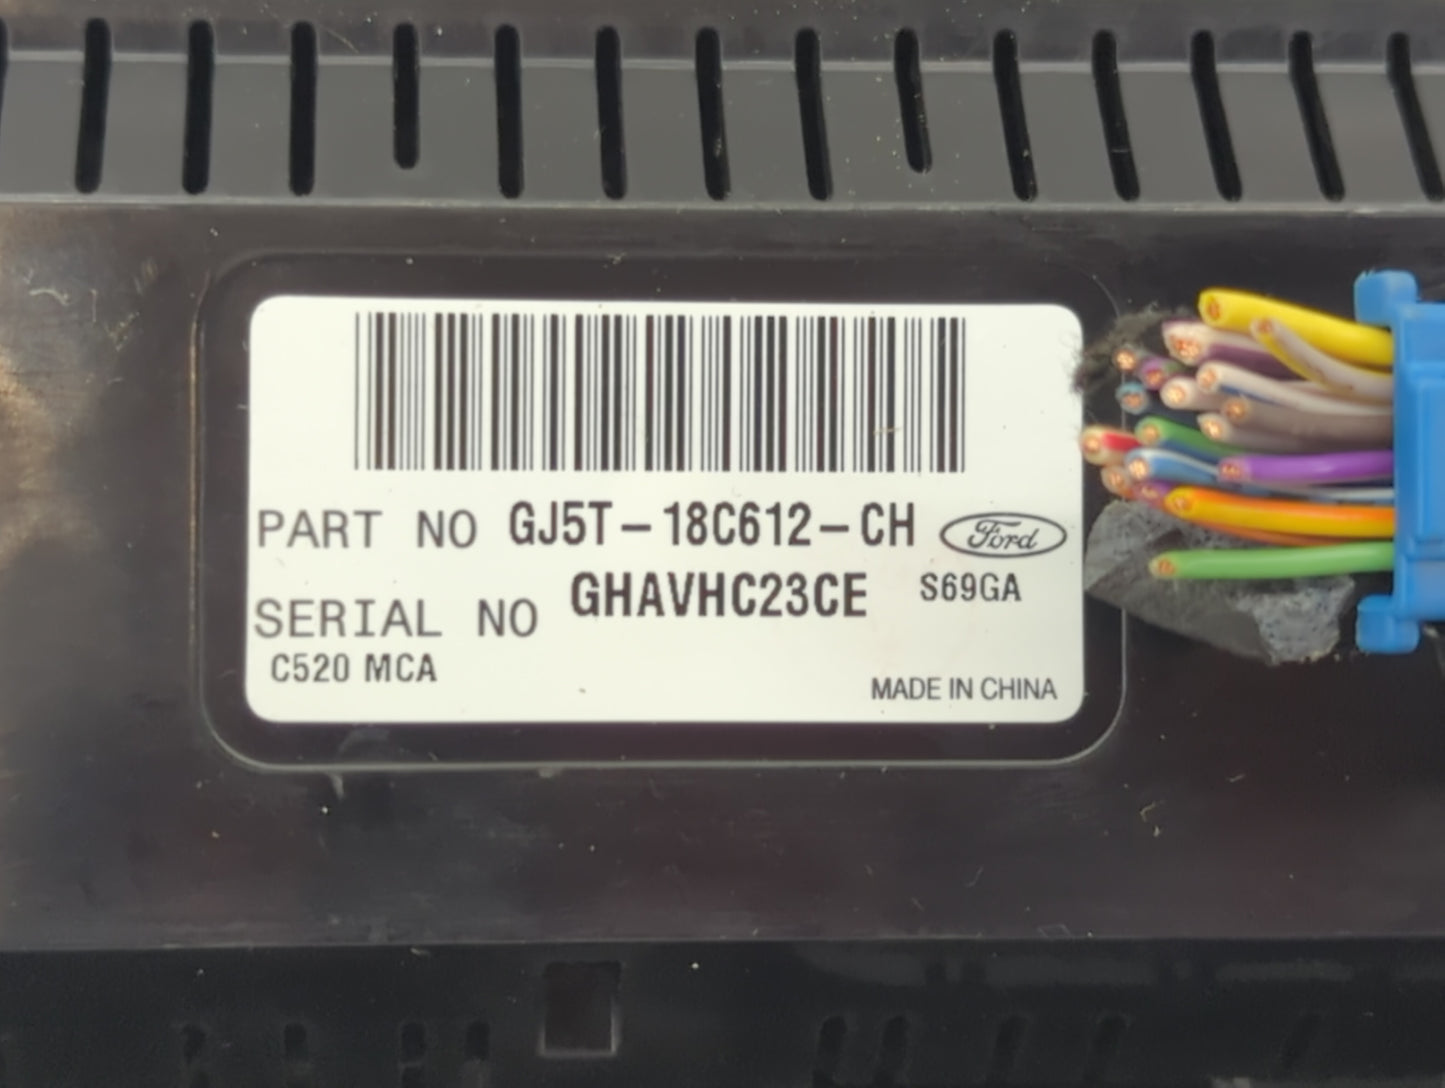 PART NO GJ5T-18C612-CH Ford
SERIAL NO GHAVHC23CE S69GA
C520 MCA
MADE IN CHINA